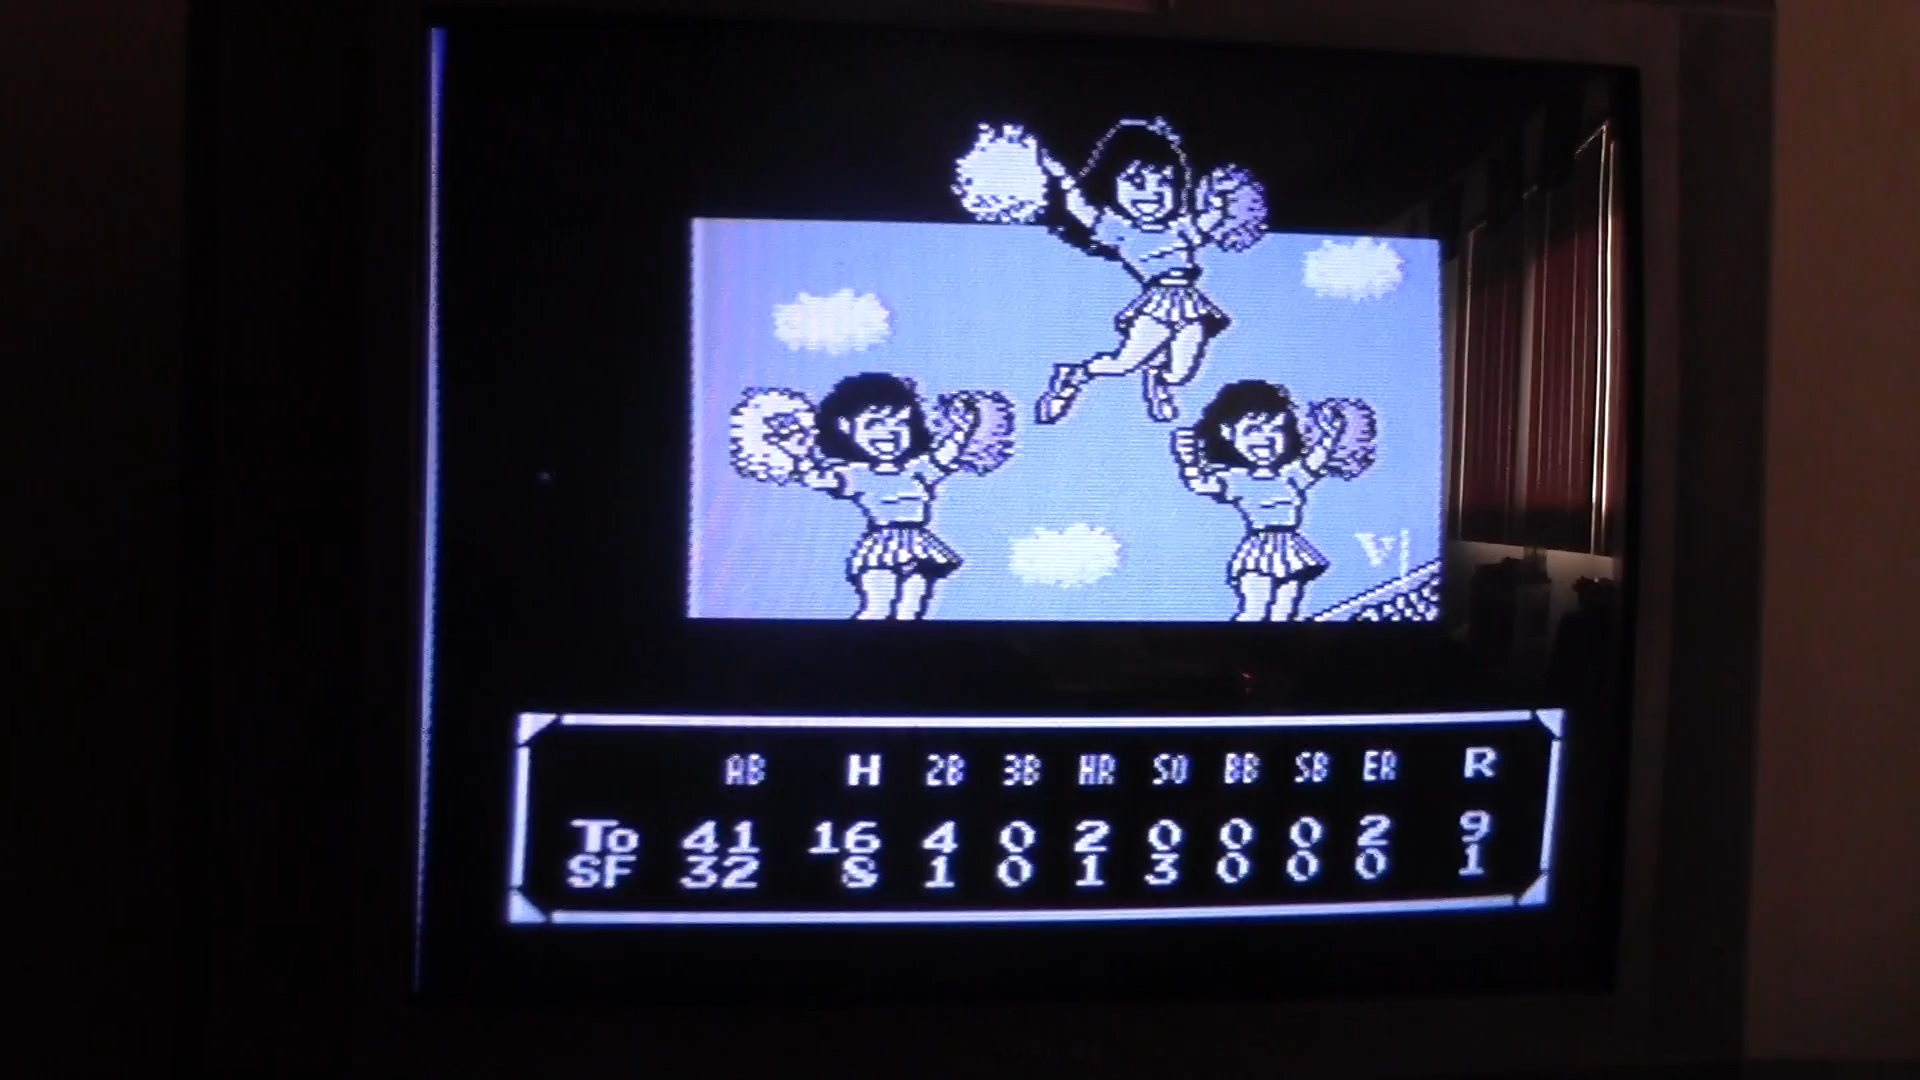 V
AB H 2B 3B HR SO BB SB ER R
To 41 16 4 0 2 0 0 0 2 9
SF 32 8 1 0 1 3 0 0 0 1